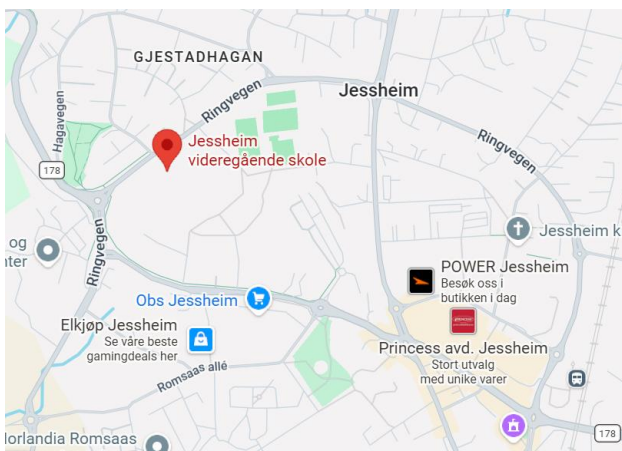 GJESTADHAGAN
Jessheim
Ringvegen
Ringvegen
Hagavegen
Jessheim
videregående skole
178
Jessheim k
og
nter
Ringvegen
POWER Jessheim
Besøk oss i
butikken i dag
Obs Jessheim
Elkjøp Jessheim
Se våre beste
gamingdeals her
Princess avd. Jessheim
Stort utvalg
med unike varer
Romsaas allé
178
Norlandia Romsaas